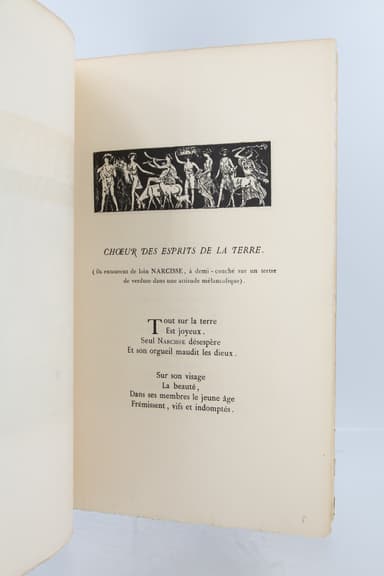 CHŒUR DES ESPRITS DE LA TERRE.
(Ils entourent de loin NARCISSE, à demi-couché sur un tertre
de verdure dans une attitude mélancolique).
Tout sur la terre
Est joyeux.
Seul NARCISSE désespère
Et son orgueil maudit les dieux.
Sur son visage
La beauté,
Dans ses membres le jeune âge
Frémissent, vifs et indomptés.